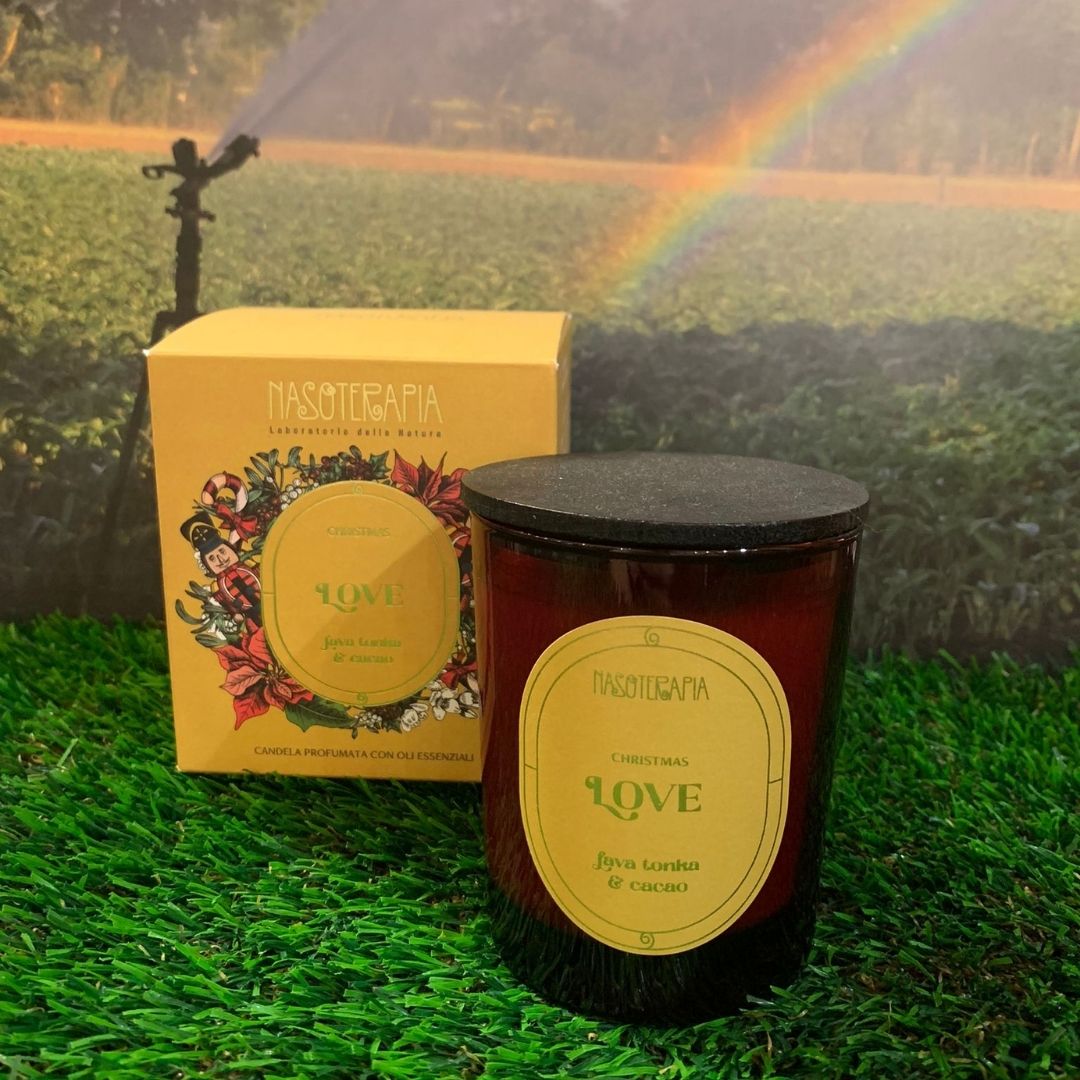 NASOTERAPIA
Laboratorio della Natura
CHRISTMAS
LOVE
fava tonka
& cacao
CANDELA PROFUMATA CON OLI ESSENZIALI
NASOTERAPIA
CHRISTMAS
LOVE
fava tonka
& cacao